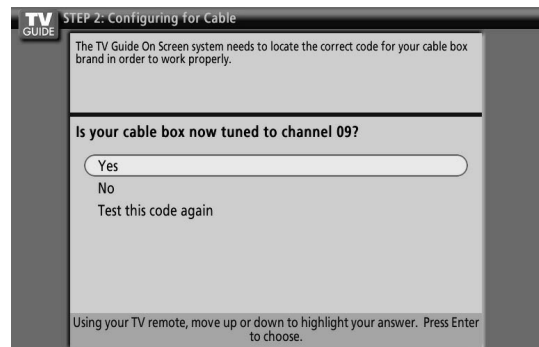 TV
GUIDE
STEP 2: Configuring for Cable
The TV Guide On Screen system needs to locate the correct code for your cable box
brand in order to work properly.
Is your cable box now tuned to channel 09?
Yes
No
Test this code again
Using your TV remote, move up or down to highlight your answer. Press Enter
to choose.